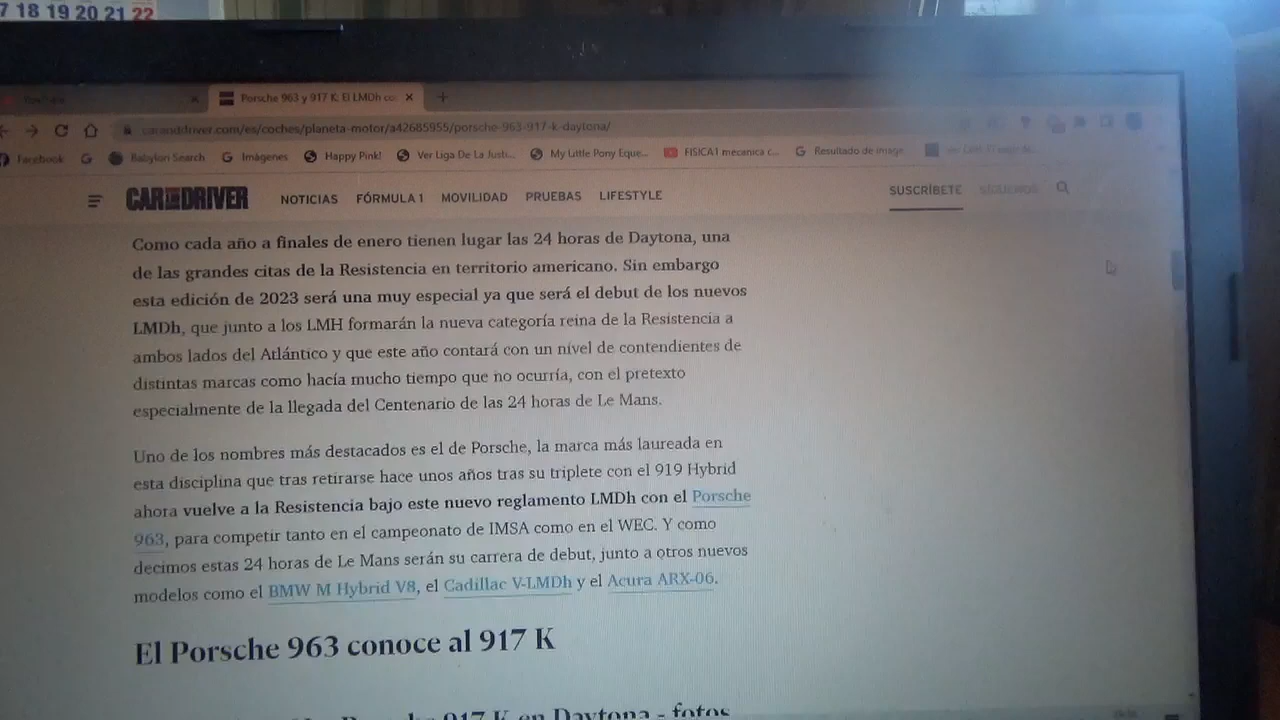 17 18 19 20 21 22
YouTube
Porsche 963 y 917 K: El LMDh co
caranddriver.com/es/coches/planeta-motor/a42685955/porsche-963-917-k-daytona/
Facebook
Babylon Search
Imágenes
Happy Pink!
Ver Liga De La Justi...
My Little Pony Eque...
FISICA1 mecanica c...
Resultado de image
CAR AND DRIVER
NOTICIAS FÓRMULA 1 MOVILIDAD PRUEBAS LIFESTYLE
SUSCRÍBETE SÍGUENOS
Como cada año a finales de enero tienen lugar las 24 horas de Daytona, una
de las grandes citas de la Resistencia en territorio americano. Sin embargo
esta edición de 2023 será una muy especial ya que será el debut de los nuevos
LMDh, que junto a los LMH formarán la nueva categoría reina de la Resistencia a
ambos lados del Atlántico y que este año contará con un nivel de contendientes de
distintas marcas como hacía mucho tiempo que no ocurría, con el pretexto
especialmente de la llegada del Centenario de las 24 horas de Le Mans.
Uno de los nombres más destacados es el de Porsche, la marca más laureada en
esta disciplina que tras retirarse hace unos años tras su triplete con el 919 Hybrid
ahora vuelve a la Resistencia bajo este nuevo reglamento LMDh con el Porsche
963, para competir tanto en el campeonato de IMSA como en el WEC. Y como
decimos estas 24 horas de Le Mans serán su carrera de debut, junto a otros nuevos
modelos como el BMW M Hybrid V8, el Cadillac V-LMDh y el Acura ARX-06.
El Porsche 963 conoce al 917 K
Porsche 917 K en Daytona - fotos